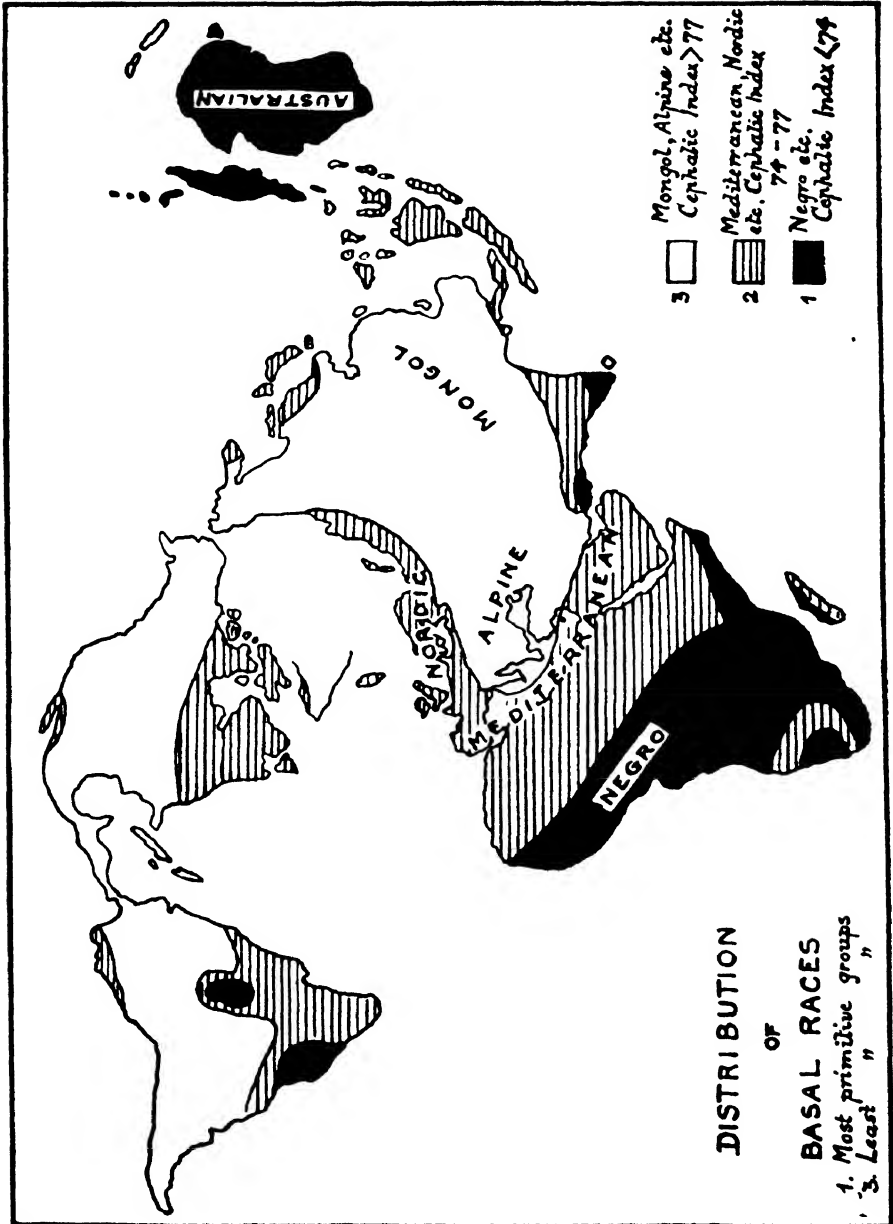 DISTRIBUTION
OF
BASAL RACES
1. Most primitive groups
3. Least " "
3 Mongol, Alpine etc.
Cephalic Index>77
2 Mediterranean, Nordic
etc. Cephalic Index
74-77
1 Negro etc.
Cephalic Index<74
AUSTRALIAN
MONGOL
ALPINE
NORDIC
MEDITERRANEAN
NEGRO